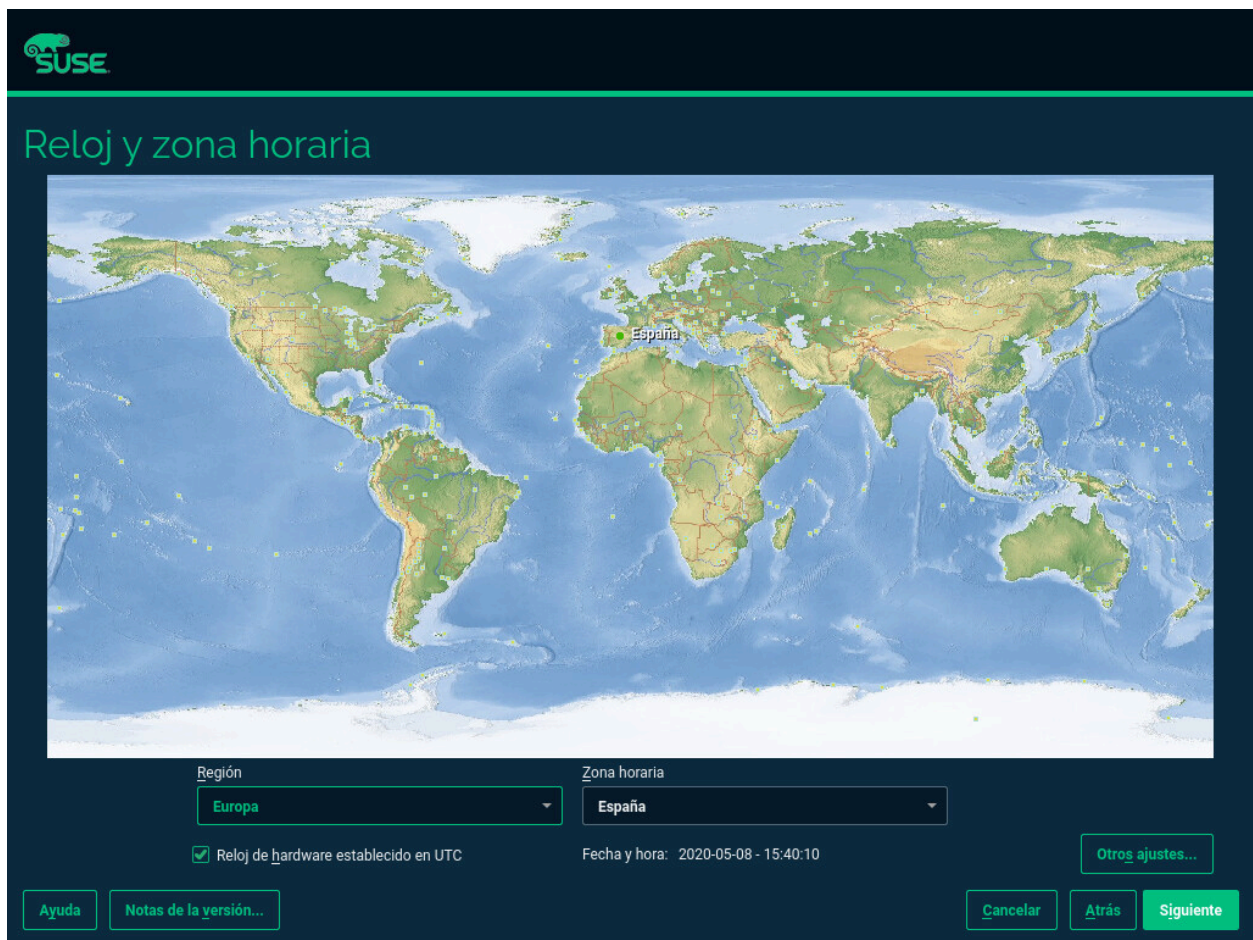 SUSE
Reloj y zona horaria
España
Región
Zona horaria
Europa
España
Reloj de hardware establecido en UTC
Fecha y hora: 2020-05-08 - 15:40:10
Otros ajustes...
Ayuda
Notas de la versión...
Cancelar
Atrás
Siguiente